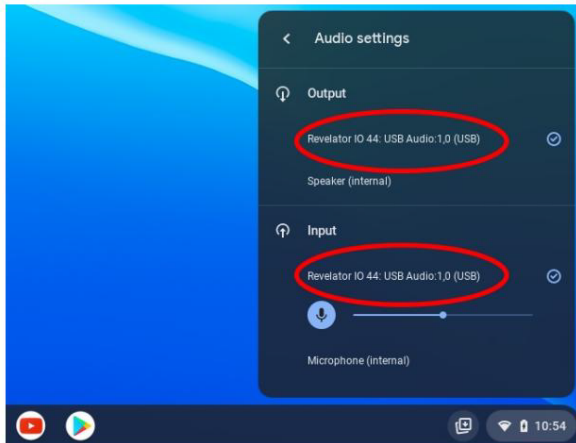 Audio settings
Output
Revelator IO 44: USB Audio:1,0 (USB)
Speaker (internal)
Input
Revelator IO 44: USB Audio:1,0 (USB)
Microphone (internal)
10:54